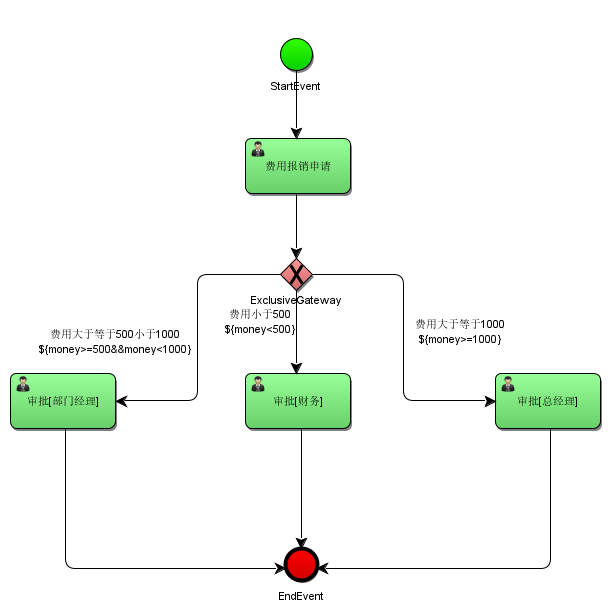 StartEvent
费用报销申请
ExclusiveGateway
费用小于500
${money<500}
费用大于等于1000
${money>=1000}
费用大于等于500小于1000
${money>=500&&money<1000}
审批[部门经理]
审批[财务]
审批[总经理]
EndEvent